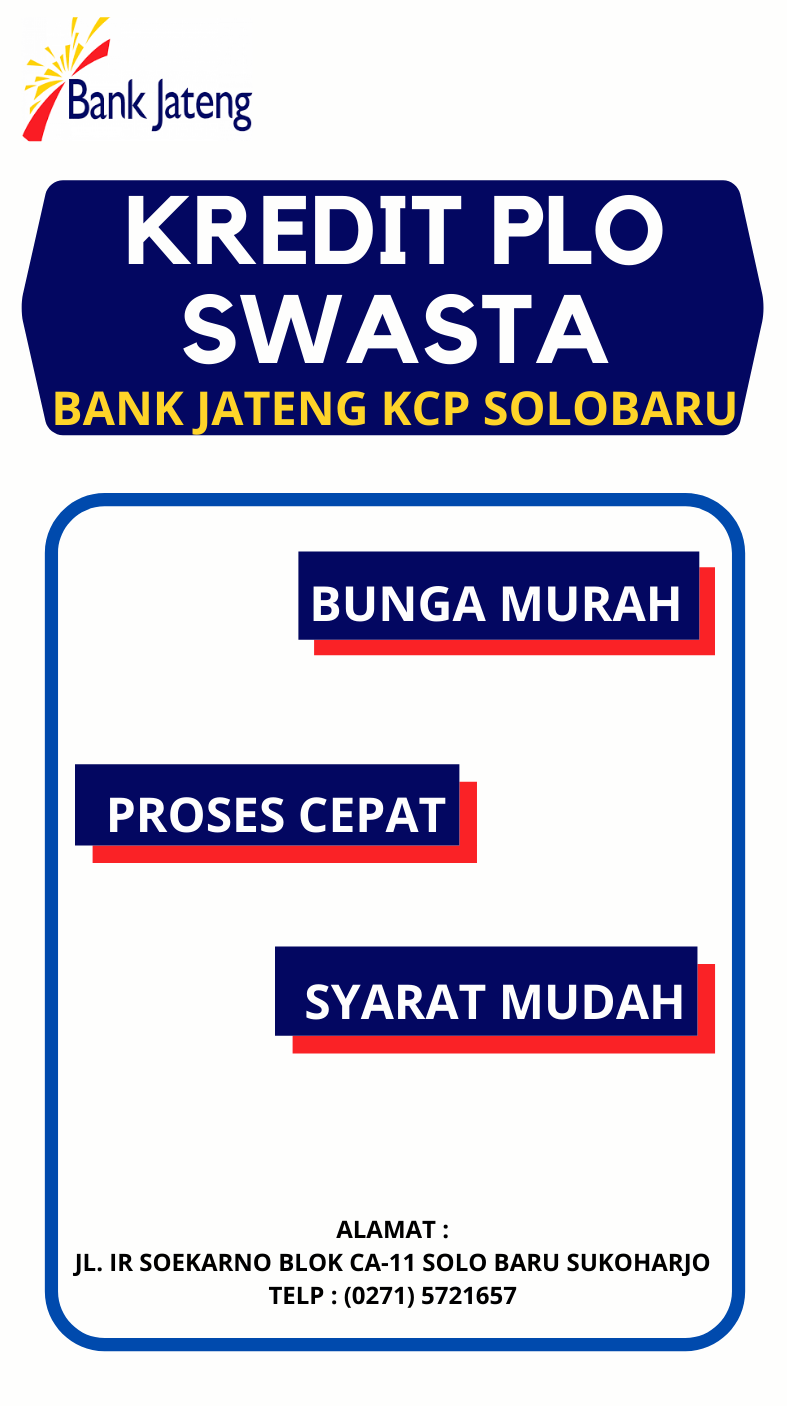 Bank Jateng
KREDIT PLO
SWASTA
BANK JATENG KCP SOLOBARU
BUNGA MURAH
PROSES CEPAT
SYARAT MUDAH
ALAMAT :
JL. IR SOEKARNO BLOK CA-11 SOLO BARU SUKOHARJO
TELP : (0271) 5721657